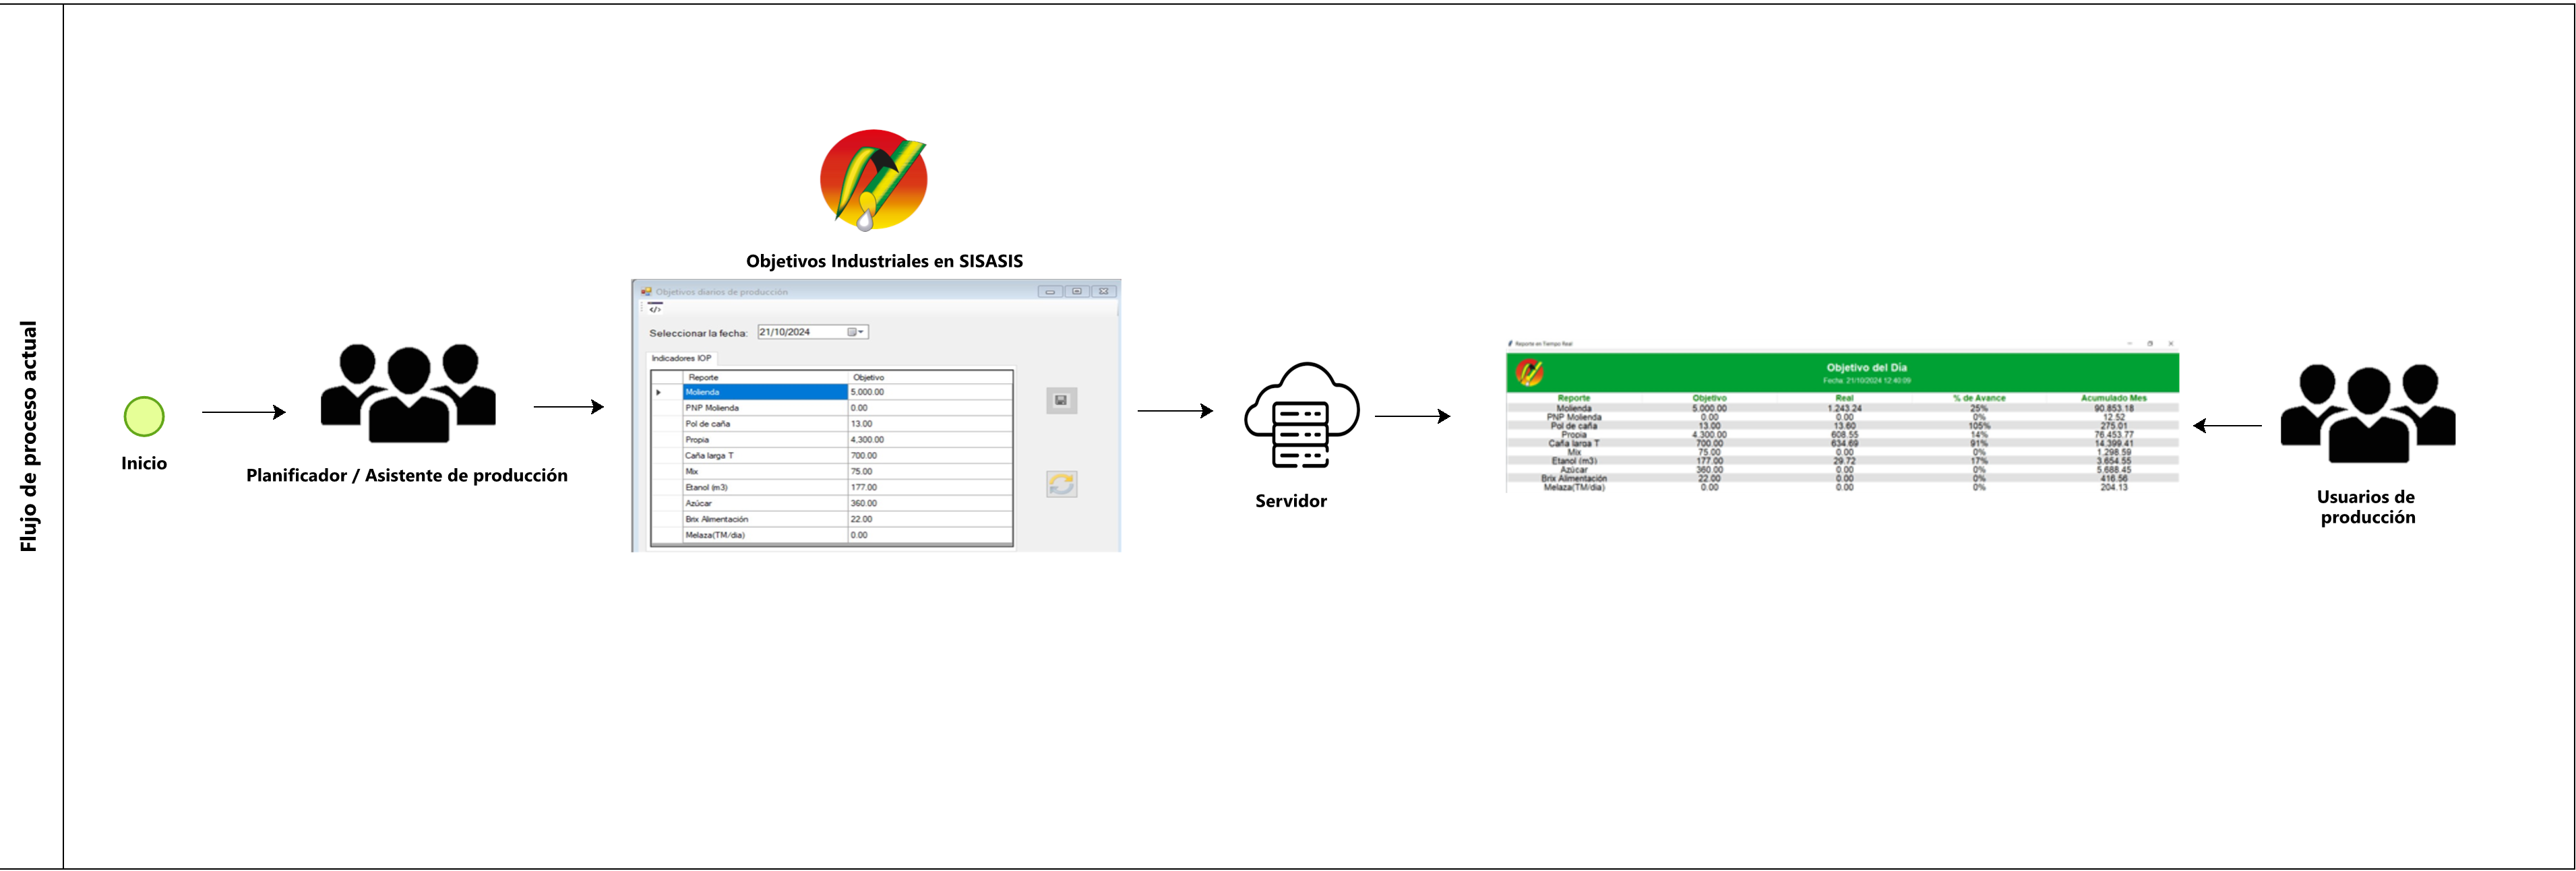 Flujo de proceso actual
Inicio
Planificador / Asistente de producción
Objetivos Industriales en SISASIS
Objetivos diarios de producción
</>
Seleccionar la fecha: 21/10/2024
Indicadores IOP
Reporte Objetivo
Molienda 5,000.00
PNP Molienda 0.00
Pol de caña 13.00
Propia 4,300.00
Caña larga T 700.00
Mix 75.00
Etanol (m3) 177.00
Azúcar 360.00
Brix Alimentación 22.00
Melaza(TM/dia) 0.00
Servidor
Reporte en Tiempo Real
Objetivo del Día
Fecha: 21/10/2024 12:40:09
Reporte Objetivo Real % de Avance Acumulado Mes
Molienda 5,000.00 1,243.24 25% 90,853.18
PNP Molienda 0.00 0.00 0% 12.52
Pol de caña 13.00 13.60 105% 275.01
Propia 4,300.00 608.55 14% 76,453.77
Caña larga T 700.00 634.69 91% 14,399.41
Mix 75.00 0.00 0% 1,298.59
Etanol (m3) 177.00 29.72 17% 3,654.55
Azúcar 360.00 0.00 0% 5,688.45
Brix Alimentación 22.00 0.00 0% 416.56
Melaza(TM/dia) 0.00 0.00 0% 204.13
Usuarios de
producción